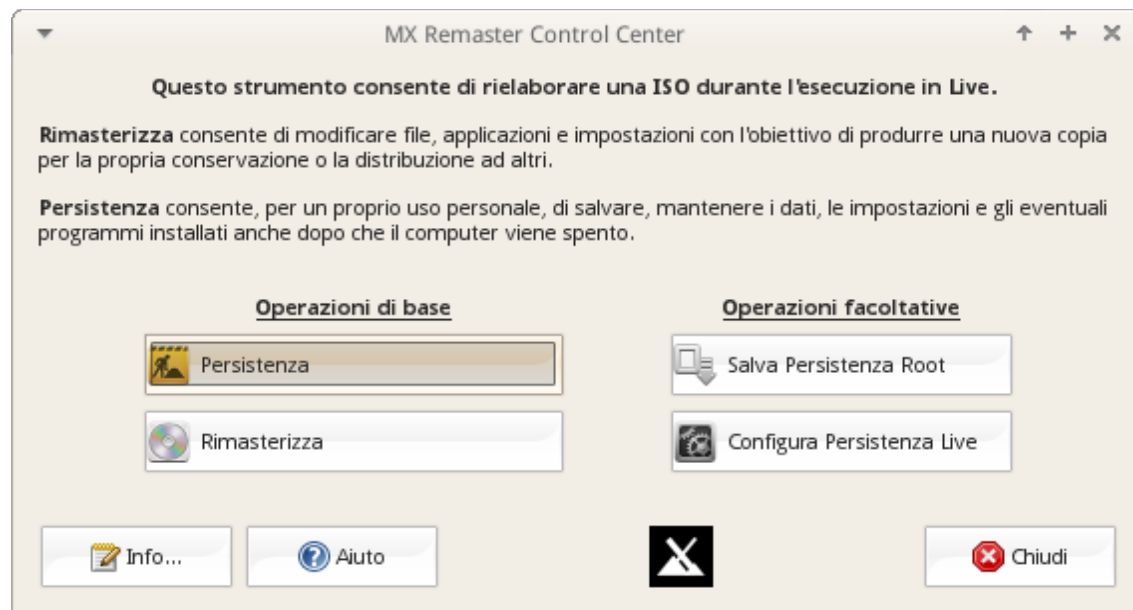 MX Remaster Control Center
Questo strumento consente di rielaborare una ISO durante l'esecuzione in Live.
Rimasterizza consente di modificare file, applicazioni e impostazioni con l'obiettivo di produrre una nuova copia
per la propria conservazione o la distribuzione ad altri.
Persistenza consente, per un proprio uso personale, di salvare, mantenere i dati, le impostazioni e gli eventuali
programmi installati anche dopo che il computer viene spento.
Operazioni di base
Operazioni facoltative
Persistenza
Salva Persistenza Root
Rimasterizza
Configura Persistenza Live
Info...
Aiuto
Chiudi